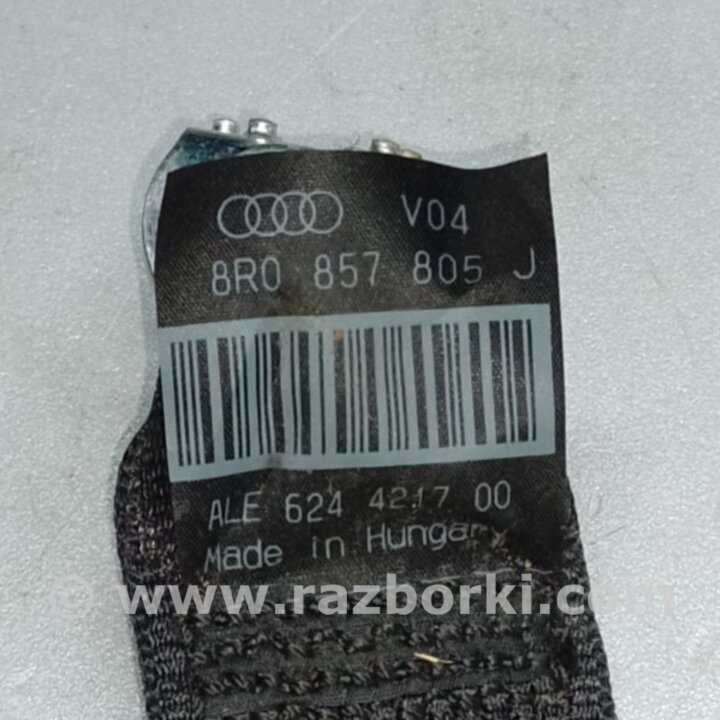 V04
8R0 857 805 J
ALE 624 4217 00
Made in Hungary
© www.razborki.com